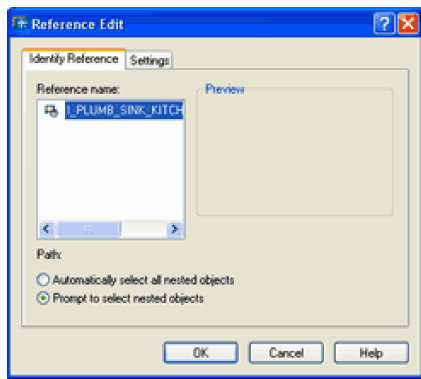 Reference Edit
Identify Reference
Settings
Reference name:
Preview
I_PLUMB_SINK_KITCH
Path:
Automatically select all nested objects
Prompt to select nested objects
OK
Cancel
Help